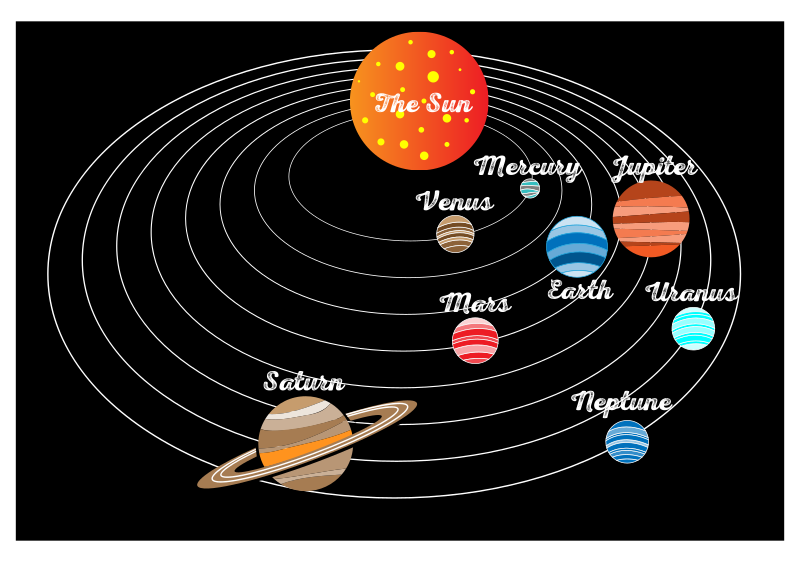 The Sun
Mercury
Jupiter
Venus
Earth
Uranus
Mars
Saturn
Neptune